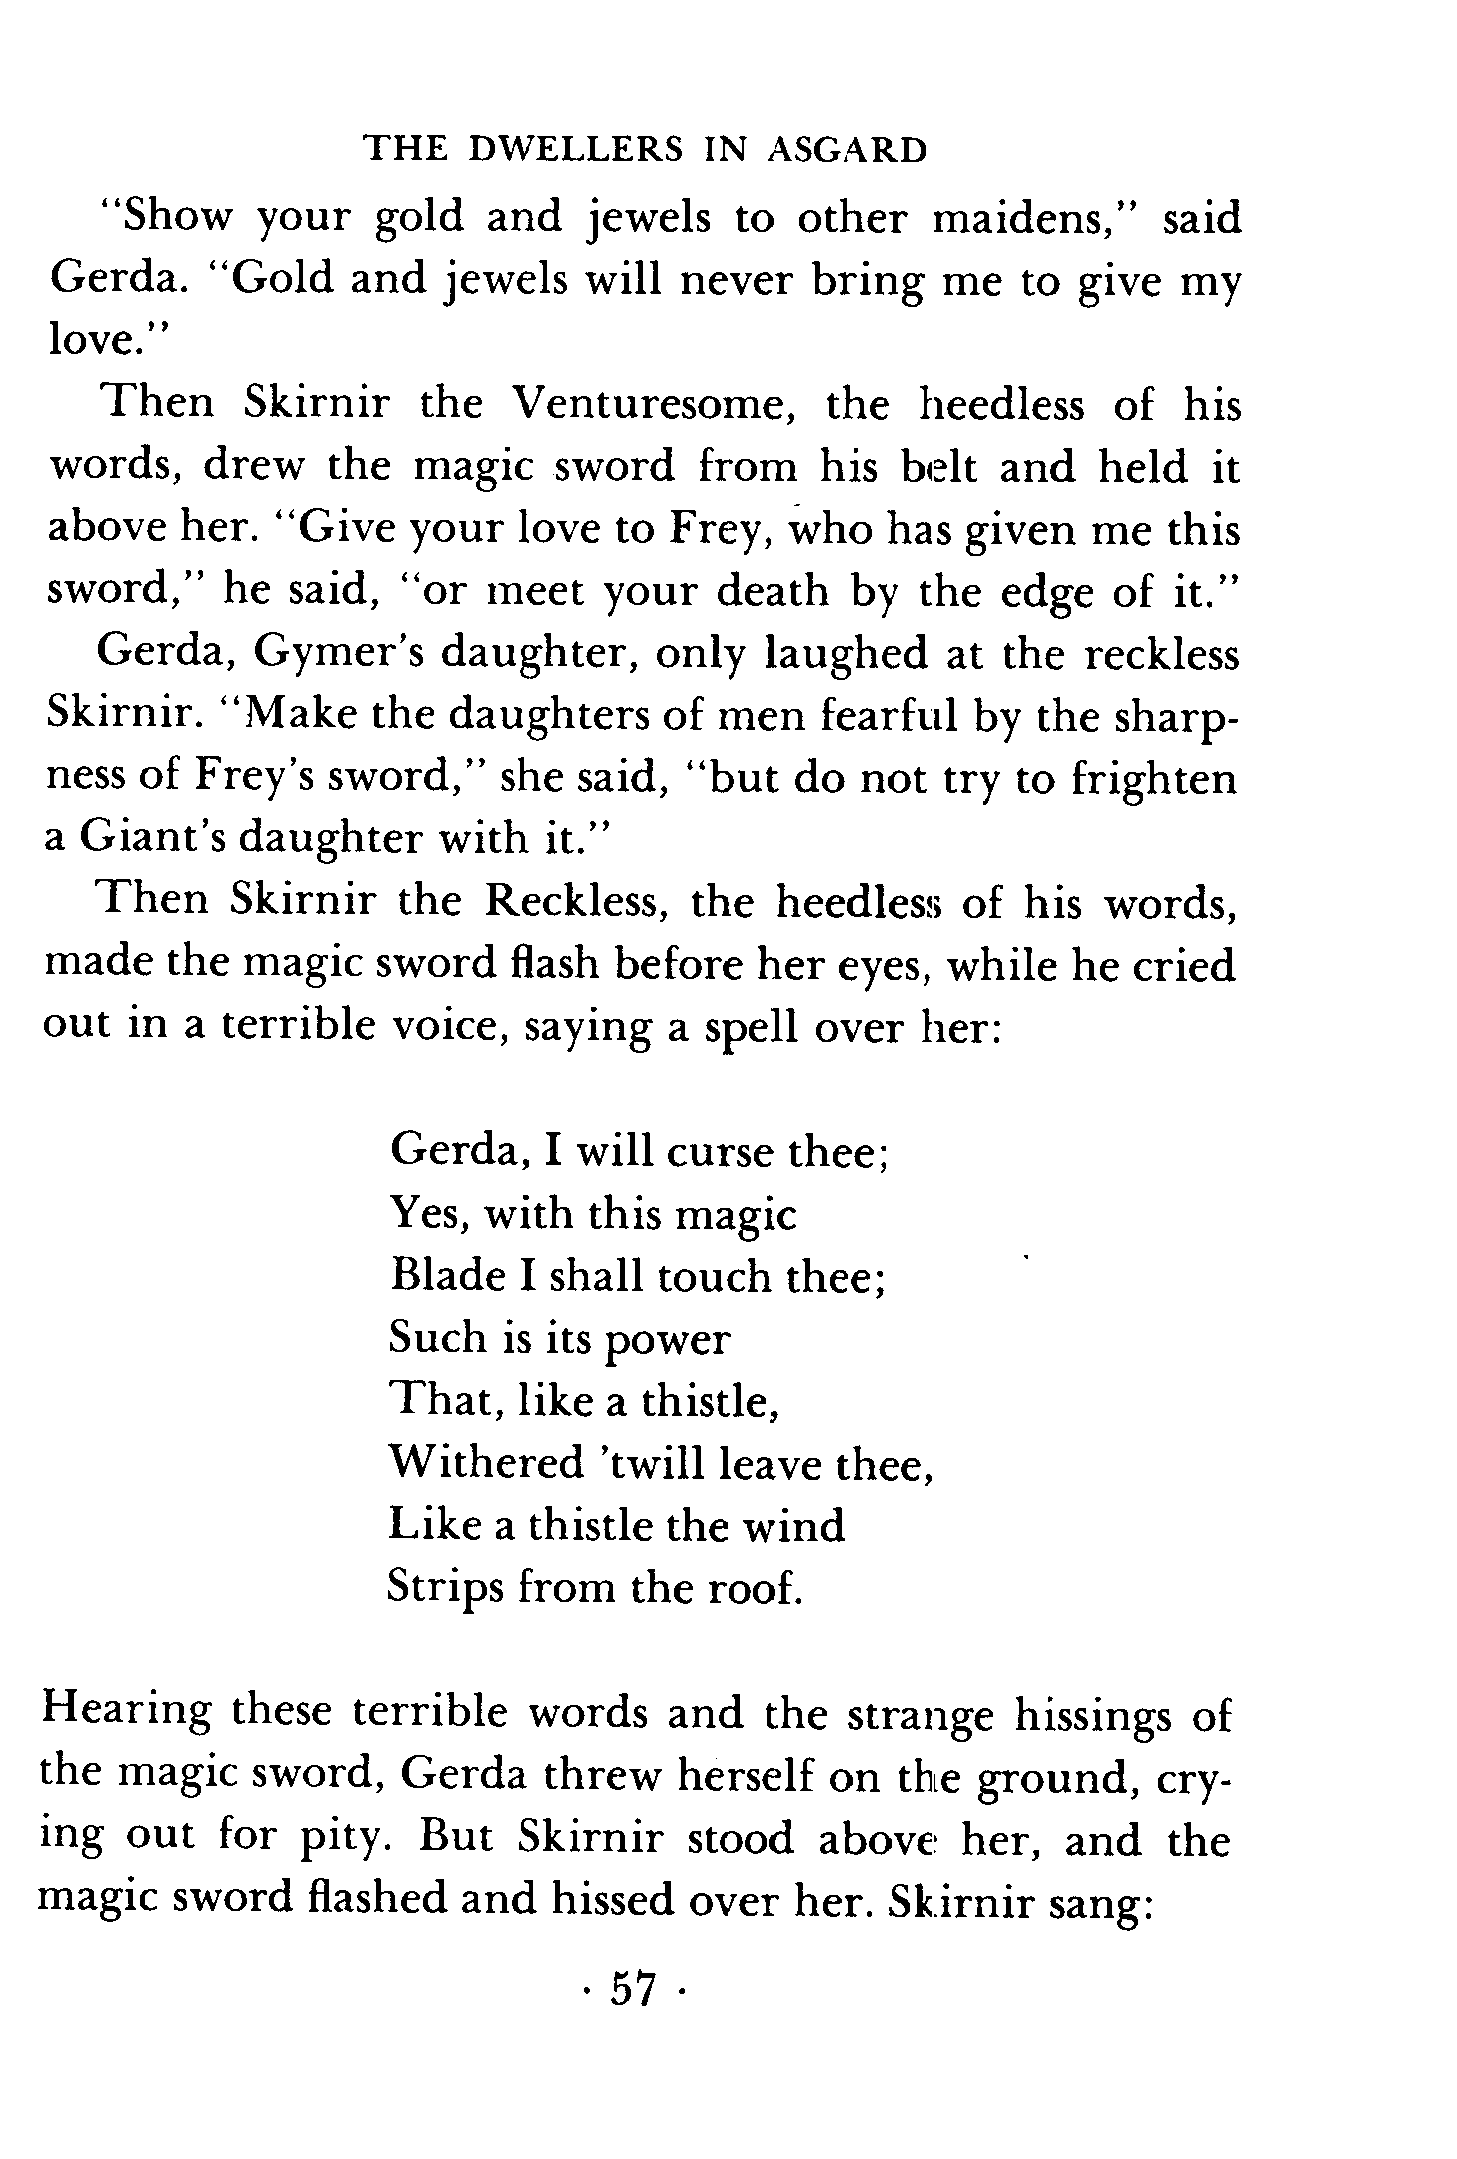 THE DWELLERS IN ASGARD
“Show your gold and jewels to other maidens,” said
Gerda. “Gold and jewels will never bring me to give my
love.”
Then Skirnir the Venturesome, the heedless of his
words, drew the magic sword from his belt and held it
above her. “Give your love to Frey, who has given me this
sword,” he said, “or meet your death by the edge of it.”
Gerda, Gymer’s daughter, only laughed at the reckless
Skirnir. “Make the daughters of men fearful by the sharp-
ness of Frey’s sword,” she said, “but do not try to frighten
a Giant’s daughter with it.”
Then Skirnir the Reckless, the heedless of his words,
made the magic sword flash before her eyes, while he cried
out in a terrible voice, saying a spell over her:
Gerda, I will curse thee;
Yes, with this magic
Blade I shall touch thee;
Such is its power
That, like a thistle,
Withered ’twill leave thee,
Like a thistle the wind
Strips from the roof.
Hearing these terrible words and the strange hissings of
the magic sword, Gerda threw herself on the ground, cry-
ing out for pity. But Skirnir stood above her, and the
magic sword flashed and hissed over her. Skirnir sang:
· 57 ·